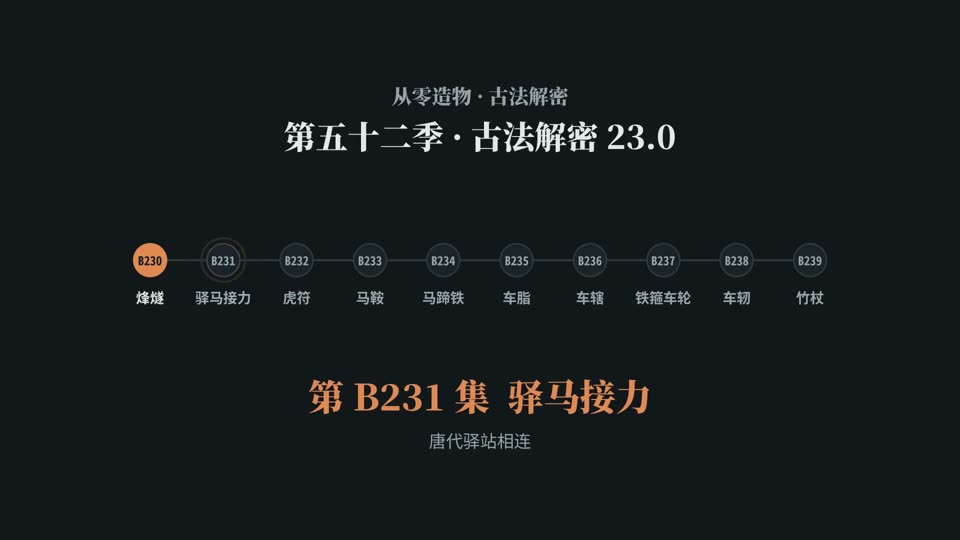 从零造物 · 古法解密
第五十二季 · 古法解密 23.0
B230 B231 B232 B233 B234 B235 B236 B237 B238 B239
烽燧 驿马接力 虎符 马鞍 马蹄铁 车脂 车辖 铁箍车轮 车轫 竹杖
第 B231 集 驿马接力
唐代驿站相连